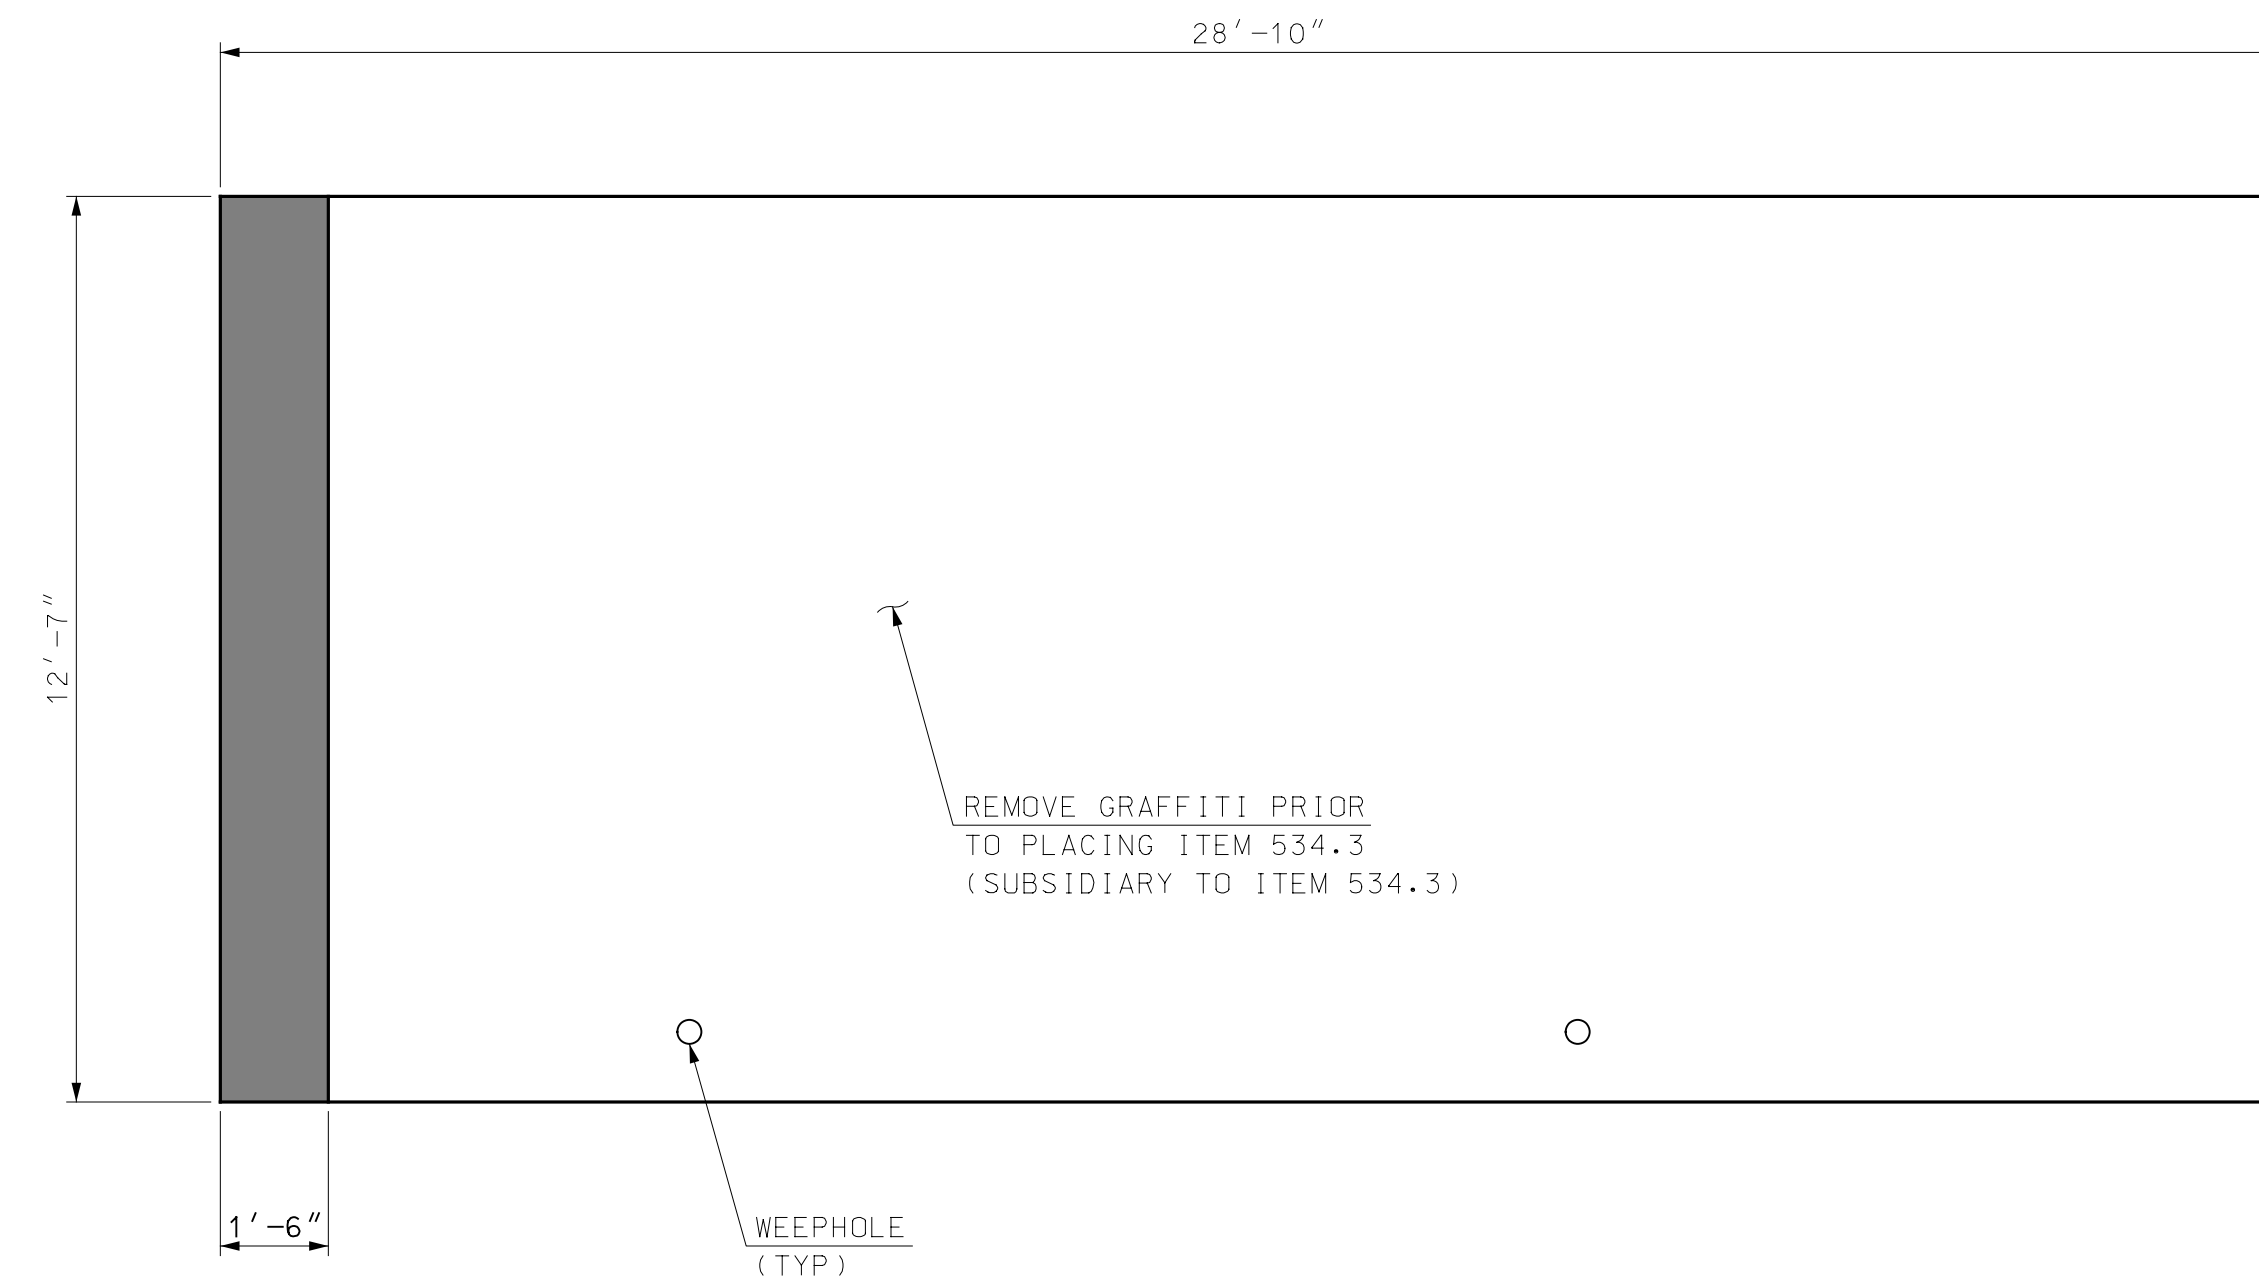 28'-10"
12'-7"
REMOVE GRAFFITI PRIOR
TO PLACING ITEM 534.3
(SUBSIDIARY TO ITEM 534.3)
1'-6"
WEEPHOLE
(TYP)